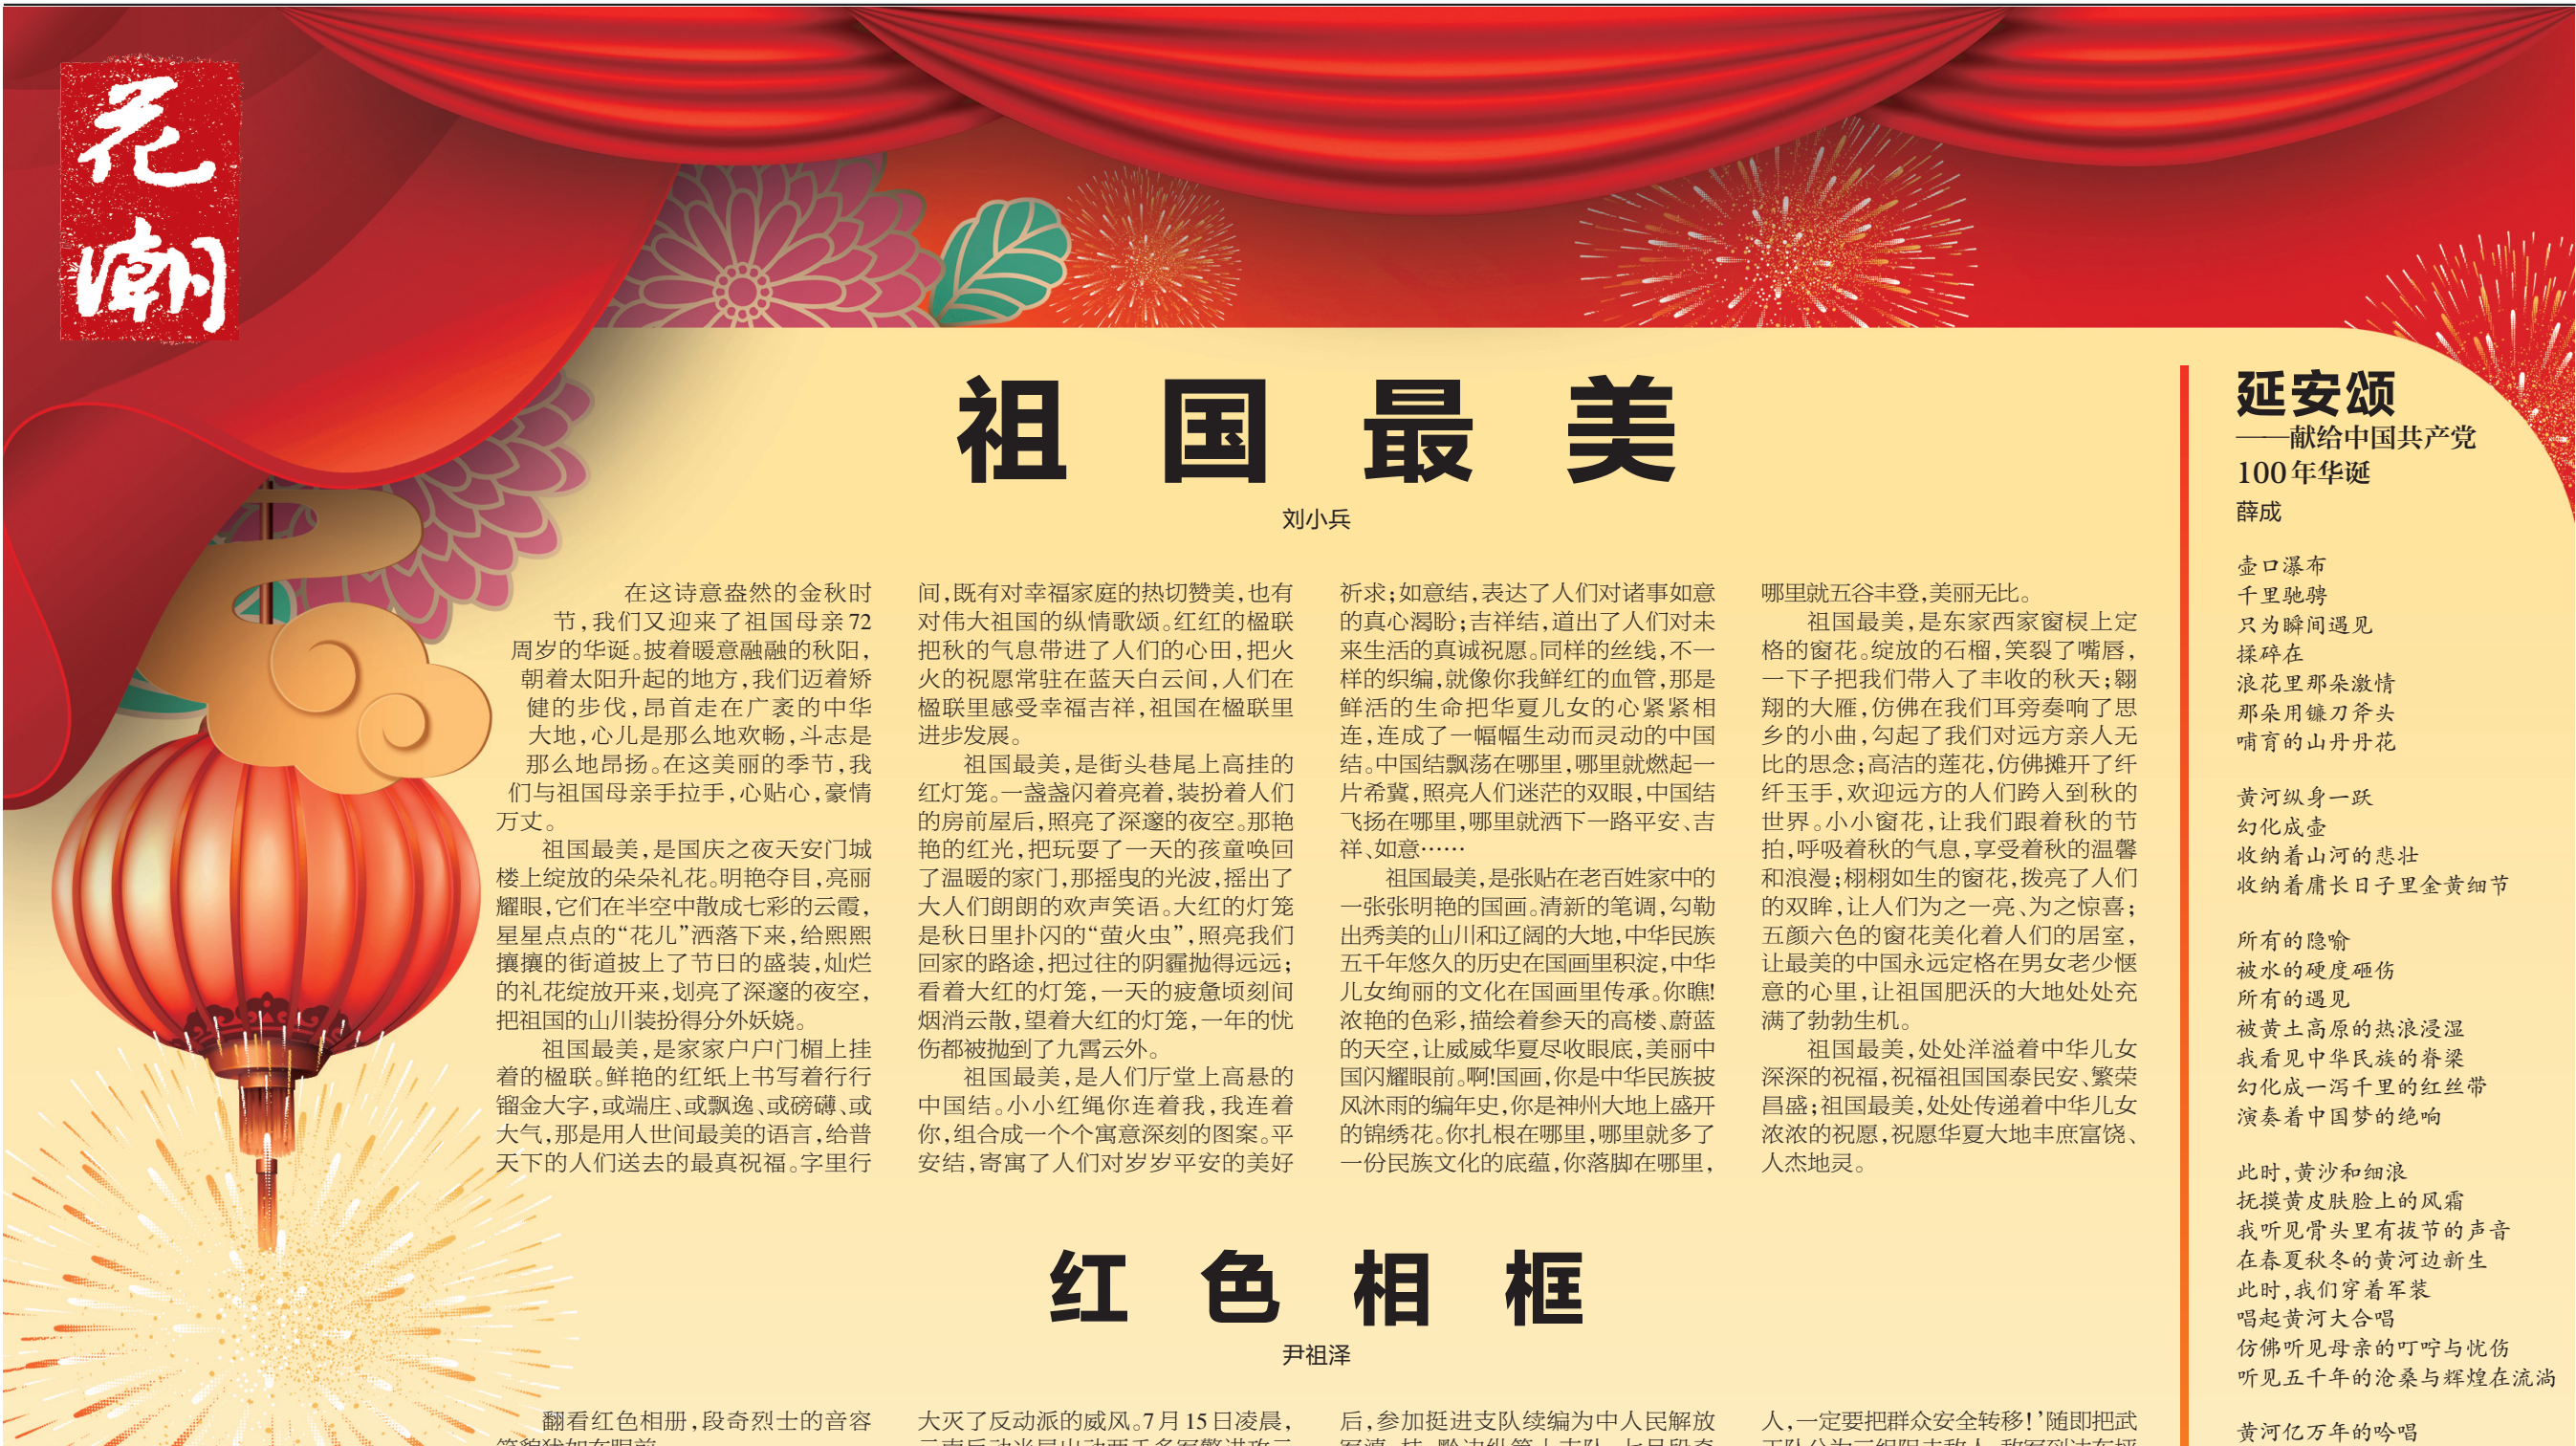 花潮
祖国最美
刘小兵
在这诗意盎然的金秋时
节,我们又迎来了祖国母亲72
周岁的华诞。披着暖意融融的秋阳,
朝着太阳升起的地方,我们迈着矫
健的步伐,昂首走在广袤的中华
大地,心儿是那么地欢畅,斗志是
那么地昂扬。在这美丽的季节,我
们与祖国母亲手拉手,心贴心,豪情
万丈。
祖国最美,是国庆之夜天安门城
楼上绽放的朵朵礼花。明艳夺目,亮丽
耀眼,它们在半空中散成七彩的云霞,
星星点点的“花儿”洒落下来,给熙熙
攘攘的街道披上了节日的盛装,灿烂
的礼花绽放开来,划亮了深邃的夜空,
把祖国的山川装扮得分外妖娆。
祖国最美,是家家户户门楣上挂
着的楹联。鲜艳的红纸上书写着行行
镏金大字,或端庄、或飘逸、或磅礴、或
大气,那是用人世间最美的语言,给普
天下的人们送去的最真祝福。字里行
间,既有对幸福家庭的热切赞美,也有
对伟大祖国的纵情歌颂。红红的楹联
把秋的气息带进了人们的心田,把火
火的祝愿常驻在蓝天白云间,人们在
楹联里感受幸福吉祥,祖国在楹联里
进步发展。
祖国最美,是街头巷尾上高挂的
红灯笼。一盏盏闪着亮着,装扮着人们
的房前屋后,照亮了深邃的夜空。那艳
艳的红光,把玩耍了一天的孩童唤回
了温暖的家门,那摇曳的光波,摇出了
大人们朗朗的欢声笑语。大红的灯笼
是秋日里扑闪的“萤火虫”,照亮我们
回家的路途,把过往的阴霾抛得远远;
看着大红的灯笼,一天的疲惫顷刻间
烟消云散,望着大红的灯笼,一年的忧
伤都被抛到了九霄云外。
祖国最美,是人们厅堂上高悬的
中国结。小小红绳你连着我,我连着
你,组合成一个个寓意深刻的图案。平
安结,寄寓了人们对岁岁平安的美好
祈求;如意结,表达了人们对诸事如意
的真心渴盼;吉祥结,道出了人们对未
来生活的真诚祝愿。同样的丝线,不一
样的织编,就像你我鲜红的血管,那是
鲜活的生命把华夏儿女的心紧紧相
连,连成了一幅幅生动而灵动的中国
结。中国结飘荡在哪里,哪里就燃起一
片希冀,照亮人们迷茫的双眼,中国结
飞扬在哪里,哪里就洒下一路平安、吉
祥、如意……
祖国最美,是张贴在老百姓家中的
一张张明艳的国画。清新的笔调,勾勒
出秀美的山川和辽阔的大地,中华民族
五千年悠久的历史在国画里积淀,中华
儿女绚丽的文化在国画里传承。你瞧!
浓艳的色彩,描绘着参天的高楼、蔚蓝
的天空,让威威华夏尽收眼底,美丽中
国闪耀眼前。啊!国画,你是中华民族披
风沐雨的编年史,你是神州大地上盛开
的锦绣花。你扎根在哪里,哪里就多了
一份民族文化的底蕴,你落脚在哪里,
哪里就五谷丰登,美丽无比。
祖国最美,是东家西家窗棂上定
格的窗花。绽放的石榴,笑裂了嘴唇,
一下子把我们带入了丰收的秋天;翱
翔的大雁,仿佛在我们耳旁奏响了思
乡的小曲,勾起了我们对远方亲人无
比的思念;高洁的莲花,仿佛摊开了纤
纤玉手,欢迎远方的人们跨入到秋的
世界。小小窗花,让我们跟着秋的节
拍,呼吸着秋的气息,享受着秋的温馨
和浪漫;栩栩如生的窗花,拨亮了人们
的双眸,让人们为之一亮、为之惊喜;
五颜六色的窗花美化着人们的居室,
让最美的中国永远定格在男女老少惬
意的心里,让祖国肥沃的大地处处充
满了勃勃生机。
祖国最美,处处洋溢着中华儿女
深深的祝福,祝福祖国国泰民安、繁荣
昌盛;祖国最美,处处传递着中华儿女
浓浓的祝愿,祝愿华夏大地丰庶富饶、
人杰地灵。
红色相框
尹祖泽
翻看红色相册,段奇烈士的音容
大灭了反动派的威风。7月15日凌晨,
后,参加挺进支队续编为中人民解放
人,一定要把群众安全转移!’随即把武
延安颂
——献给中国共产党
100年华诞
薛成
壶口瀑布
千里驰骋
只为瞬间遇见
揉碎在
浪花里那朵激情
那朵用镰刀斧头
哺育的山丹丹花
黄河纵身一跃
幻化成壶
收纳着山河的悲壮
收纳着庸长日子里金黄细节
所有的隐喻
被水的硬度砸伤
所有的遇见
被黄土高原的热浪浸湿
我看见中华民族的脊梁
幻化成一泻千里的红丝带
演奏着中国梦的绝响
此时,黄沙和细浪
抚摸黄皮肤脸上的风霜
我听见骨头里有拔节的声音
在春夏秋冬的黄河边新生
此时,我们穿着军装
唱起黄河大合唱
仿佛听见母亲的叮咛与忧伤
听见五千年的沧桑与辉煌在流淌
黄河亿万年的吟唱